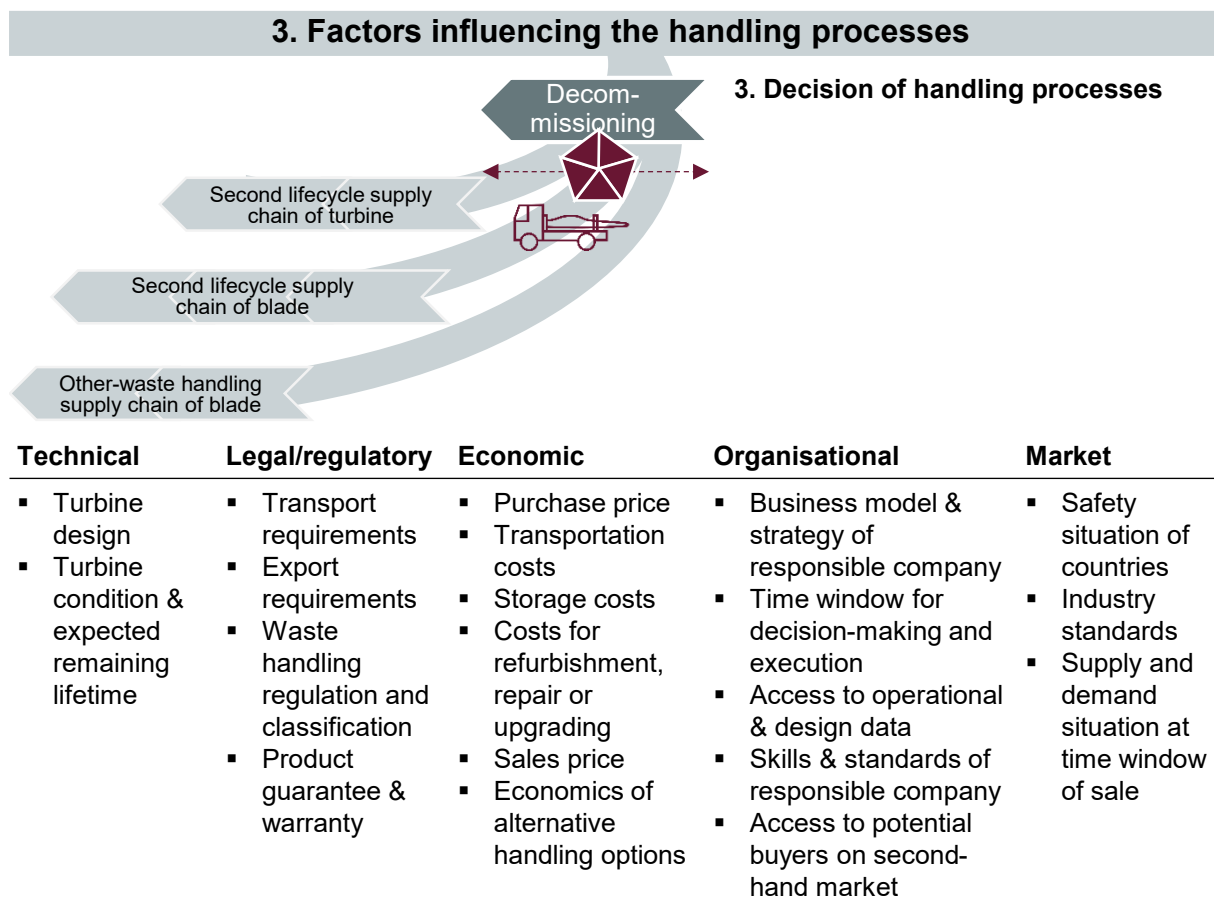 3. Factors influencing the handling processes
Decom-
missioning
3. Decision of handling processes
Second lifecycle supply
chain of turbine
Second lifecycle supply
chain of blade
Other-waste handling
supply chain of blade
Technical
▪ Turbine
design
▪ Turbine
condition &
expected
remaining
lifetime
Legal/regulatory
▪ Transport
requirements
▪ Export
requirements
▪ Waste
handling
regulation and
classification
▪ Product
guarantee &
warranty
Economic
▪ Purchase price
▪ Transportation
costs
▪ Storage costs
▪ Costs for
refurbishment,
repair or
upgrading
▪ Sales price
▪ Economics of
alternative
handling options
Organisational
▪ Business model &
strategy of
responsible company
▪ Time window for
decision-making and
execution
▪ Access to operational
& design data
▪ Skills & standards of
responsible company
▪ Access to potential
buyers on second-
hand market
Market
▪ Safety
situation of
countries
▪ Industry
standards
▪ Supply and
demand
situation at
time window
of sale